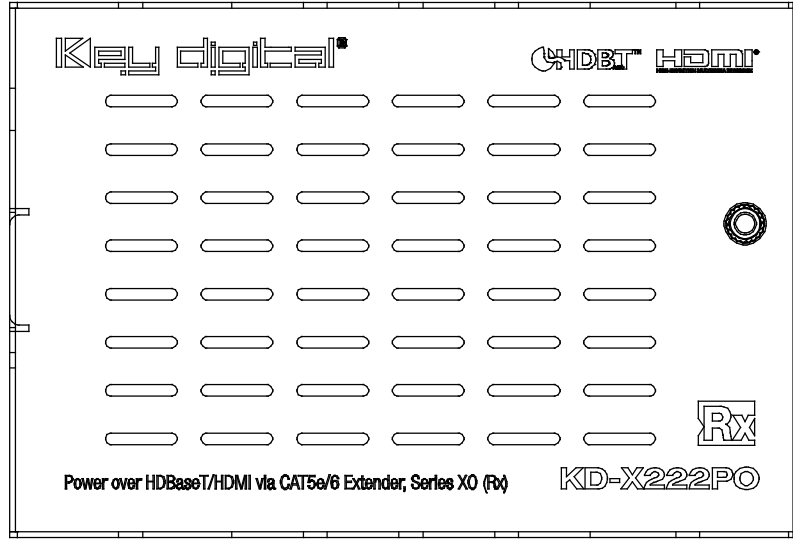 Key digital®
HDBT™ HDMI®
Rx
Power over HDBaseT/HDMI via CAT5e/6 Extender, Series XO (Rx)
KD-X222PO